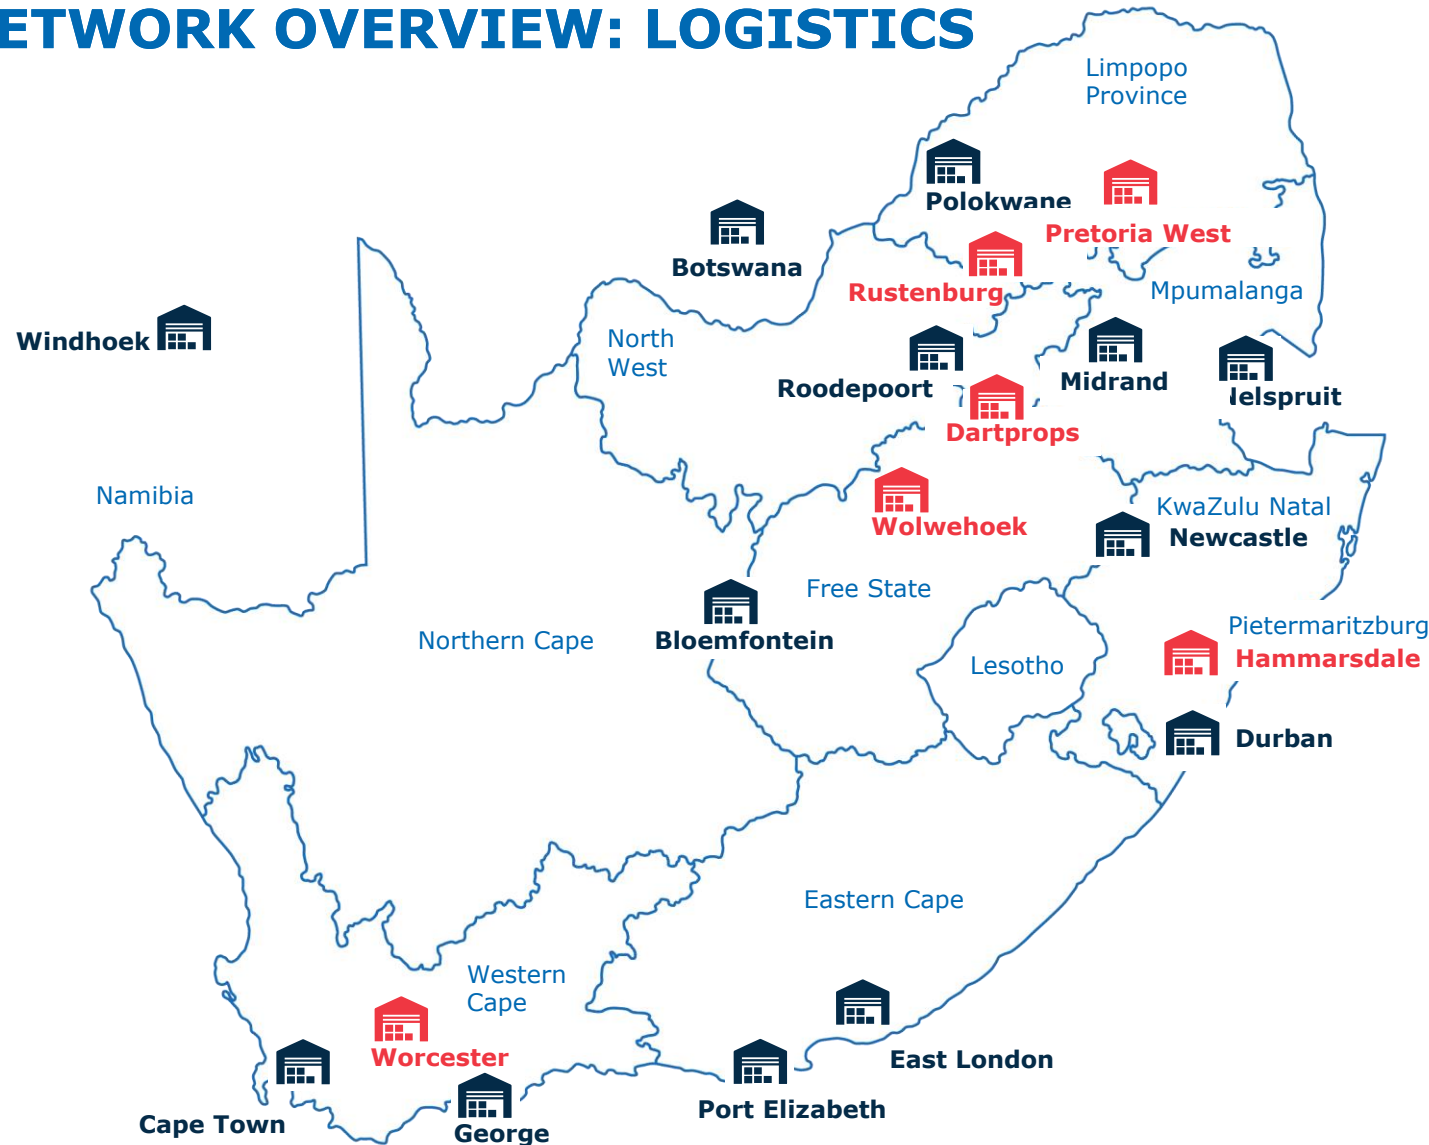 ETWORK OVERVIEW: LOGISTICS
Limpopo
Province
Polokwane
Pretoria West
Botswana
Rustenburg
Mpumalanga
Windhoek
North
West
Roodepoort
Midrand
lelspruit
Dartprops
Namibia
Wolwehoek
KwaZulu Natal
Newcastle
Free State
Northern Cape
Bloemfontein
Lesotho
Pietermaritzburg
Hammarsdale
Durban
Eastern Cape
Western
Cape
Worcester
East London
Cape Town
George
Port Elizabeth